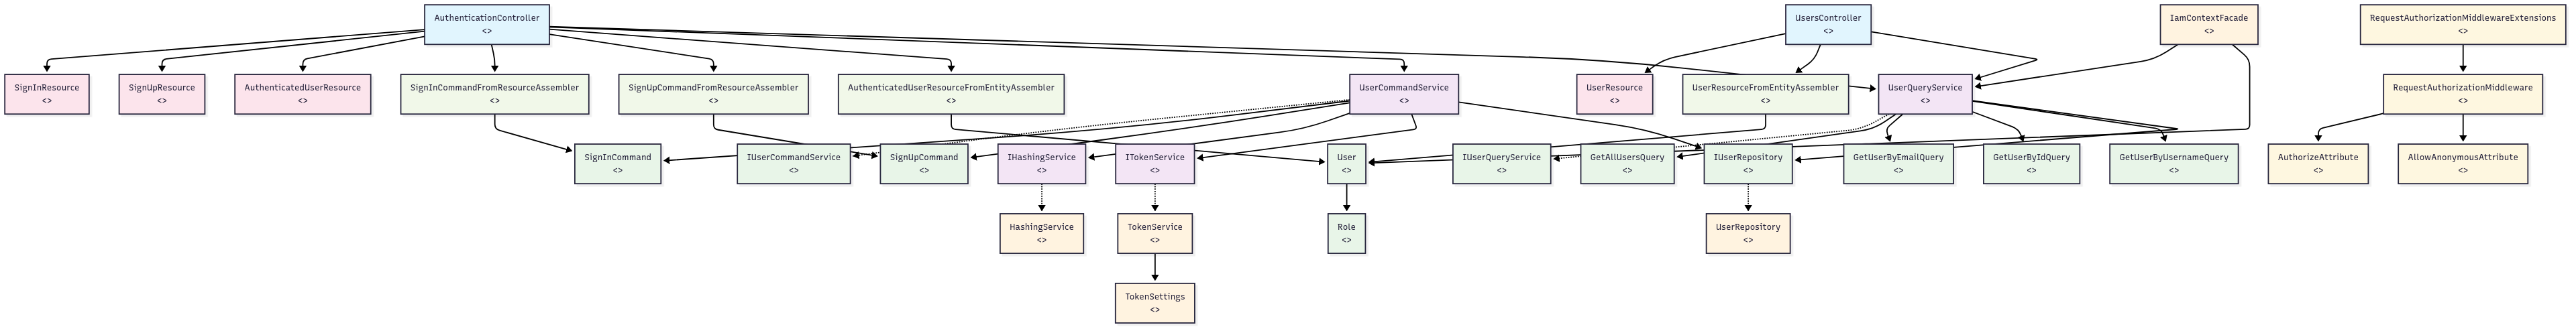 AuthenticationController
<>
UsersController
<>
IamContextFacade
<>
RequestAuthorizationMiddlewareExtensions
<>
SignInResource
<>
SignUpResource
<>
AuthenticatedUserResource
<>
SignInCommandFromResourceAssembler
<>
SignUpCommandFromResourceAssembler
<>
AuthenticatedUserResourceFromEntityAssembler
<>
UserCommandService
<>
UserResource
<>
UserResourceFromEntityAssembler
<>
UserQueryService
<>
RequestAuthorizationMiddleware
<>
SignInCommand
<>
IUserCommandService
<>
SignUpCommand
<>
IHashingService
<>
ITokenService
<>
User
<>
IUserQueryService
<>
GetAllUsersQuery
<>
IUserRepository
<>
GetUserByEmailQuery
<>
GetUserByIdQuery
<>
GetUserByUsernameQuery
<>
AuthorizeAttribute
<>
AllowAnonymousAttribute
<>
HashingService
<>
TokenService
<>
Role
<>
UserRepository
<>
TokenSettings
<>